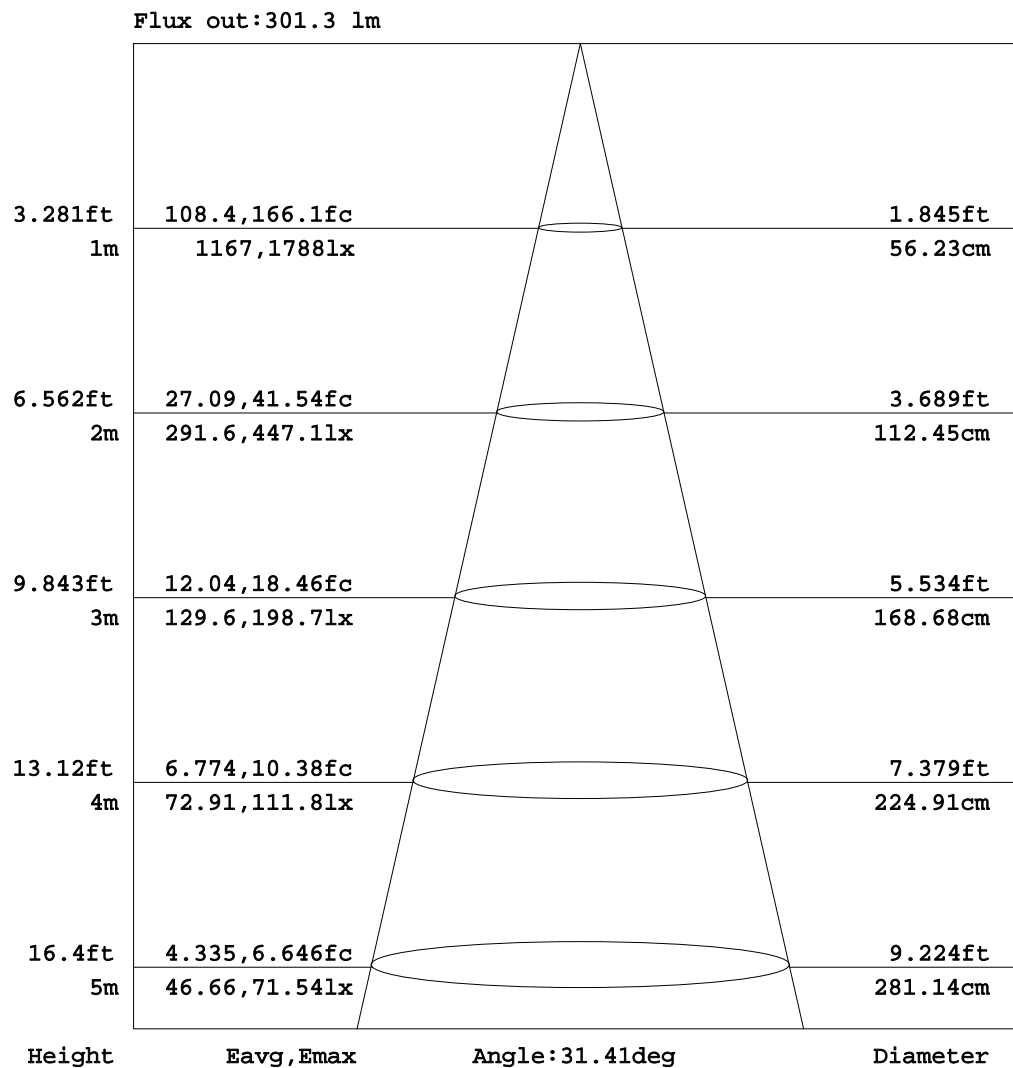 Flux out:301.3 lm
3.281ft 108.4,166.1fc 1.845ft
1m 1167,1788lx 56.23cm
6.562ft 27.09,41.54fc 3.689ft
2m 291.6,447.1lx 112.45cm
9.843ft 12.04,18.46fc 5.534ft
3m 129.6,198.7lx 168.68cm
13.12ft 6.774,10.38fc 7.379ft
4m 72.91,111.8lx 224.91cm
16.4ft 4.335,6.646fc 9.224ft
5m 46.66,71.54lx 281.14cm
Height Eavg,Emax Angle:31.41deg Diameter